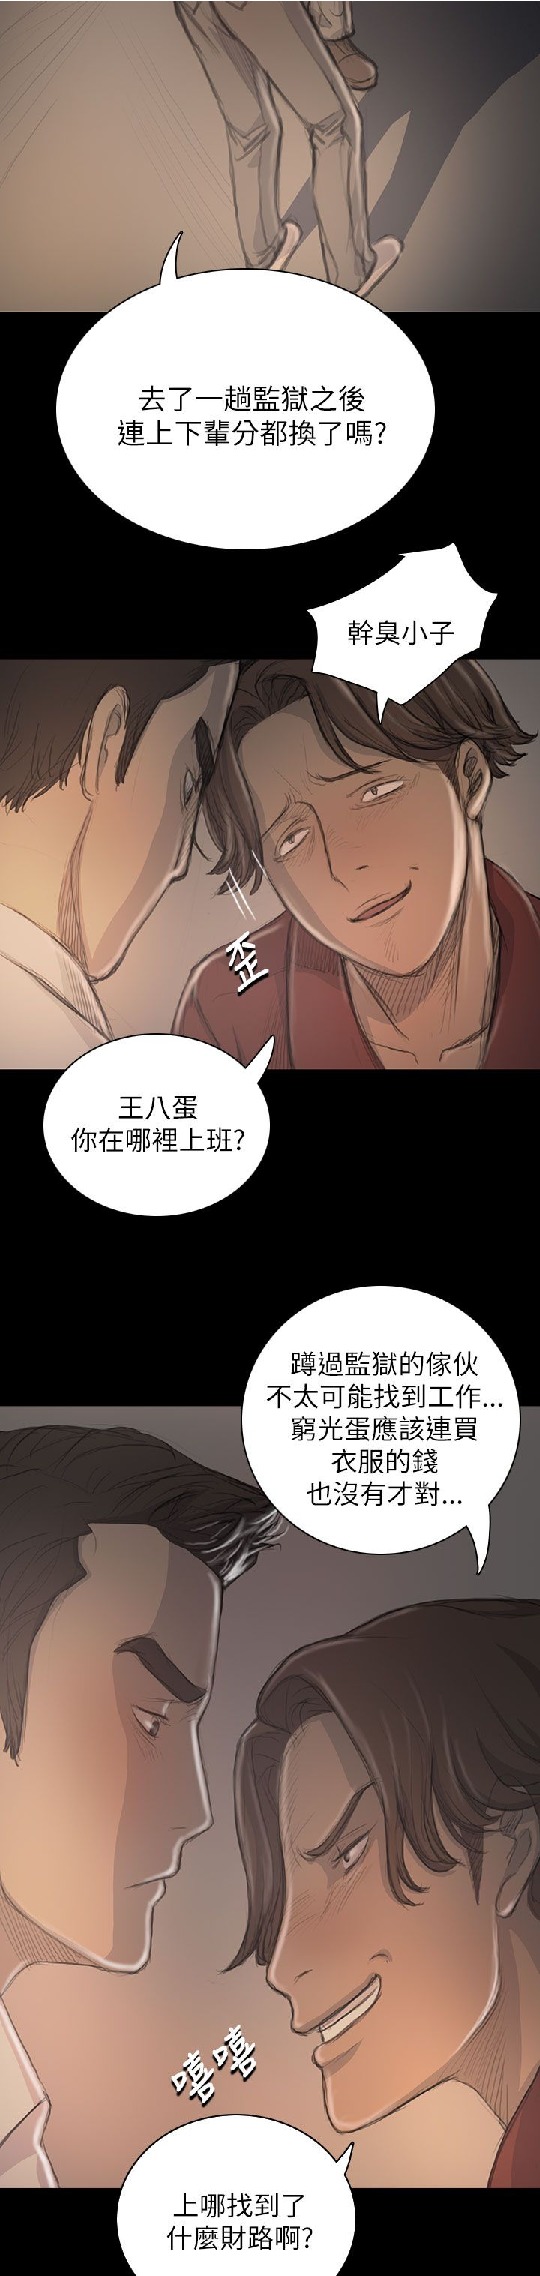 去了一趟監獄之後
連上下輩分都換了嗎?
幹臭小子
歪
王八蛋
你在哪裡上班?
蹲過監獄的傢伙
不太可能找到工作...
窮光蛋應該連買
衣服的錢
也沒有才對...
嘻嘻
上哪找到了
什麼財路啊?